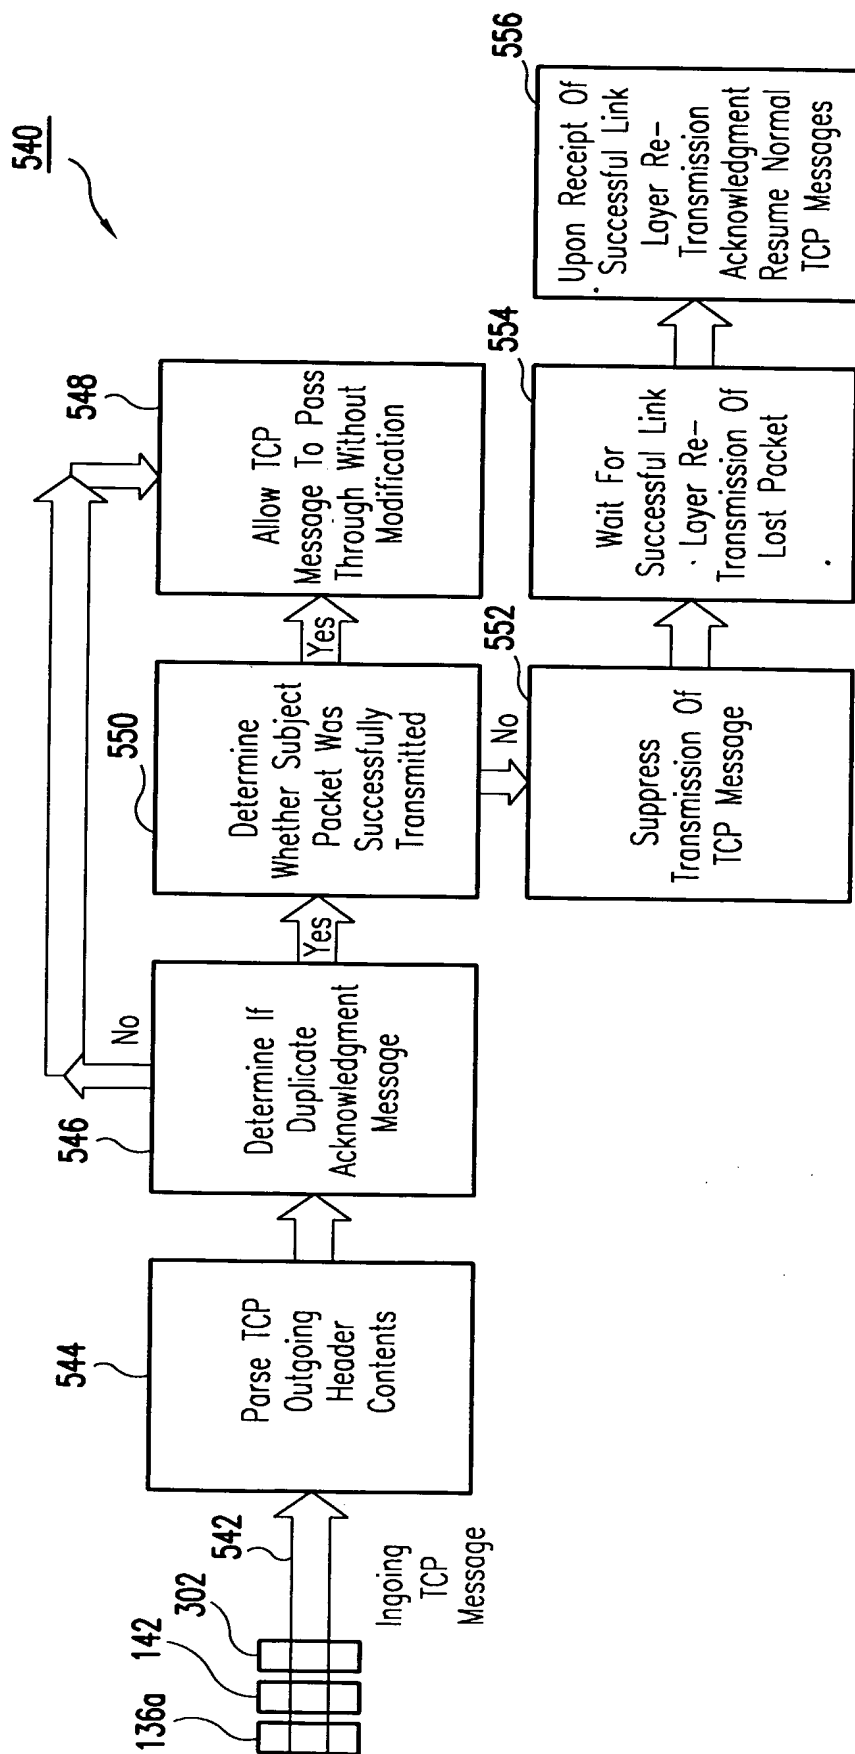 540
136a
142
302
542
Ingoing
TCP
Message
544
Parse TCP
Outgoing
Header
Contents
546
Determine If
Duplicate
Acknowledgment
Message
No
Yes
550
Determine
Whether Subject
Packet Was
Successfully
Transmitted
Yes
548
Allow TCP
Message To Pass
Through Without
Modification
No
552
Suppress
Transmission Of
TCP Message
554
Wait For
Successful Link
Layer Re-
Transmission Of
Lost Packet
556
Upon Receipt Of
Successful Link
Layer Re-
Transmission
Acknowledgment
Resume Normal
TCP Messages